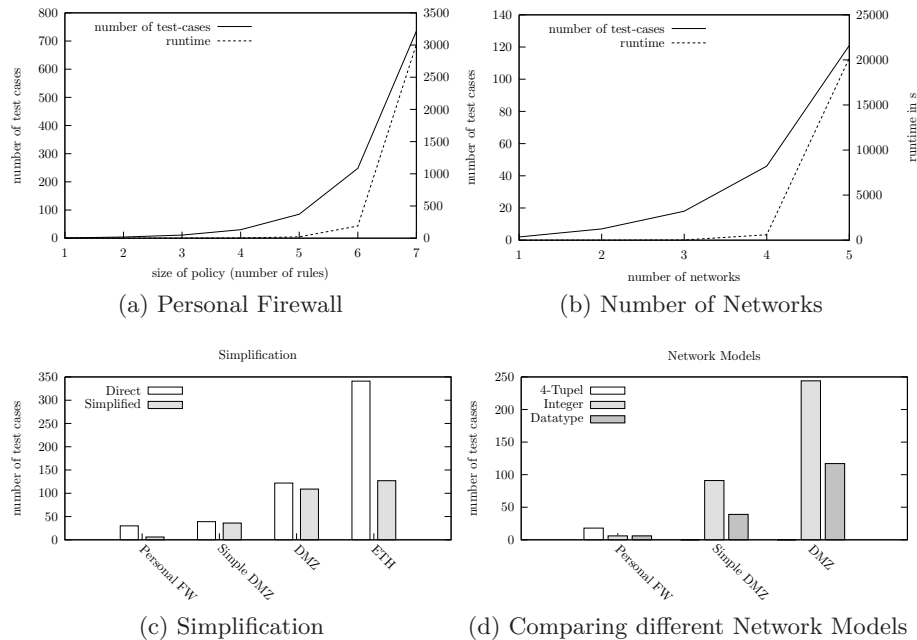 800
700
600
500
400
300
200
100
0
number of test cases
number of test-cases
runtime
3500
3000
2500
2000
1500
1000
500
0
1 2 3 4 5 6 7
size of policy (number of rules)
(a) Personal Firewall
140
120
100
80
60
40
20
0
number of test cases
number of test-cases
runtime
25000
20000
15000
10000
5000
0
runtime in s
1 2 3 4 5
number of networks
(b) Number of Networks
Simplification
350
300
250
200
150
100
50
0
number of test cases
Direct
Simplified
Personal FW
Simple DMZ
DMZ
ETH
(c) Simplification
Network Models
250
200
150
100
50
0
number of test cases
4-Tupel
Integer
Datatype
Personal FW
Simple DMZ
DMZ
(d) Comparing different Network Models